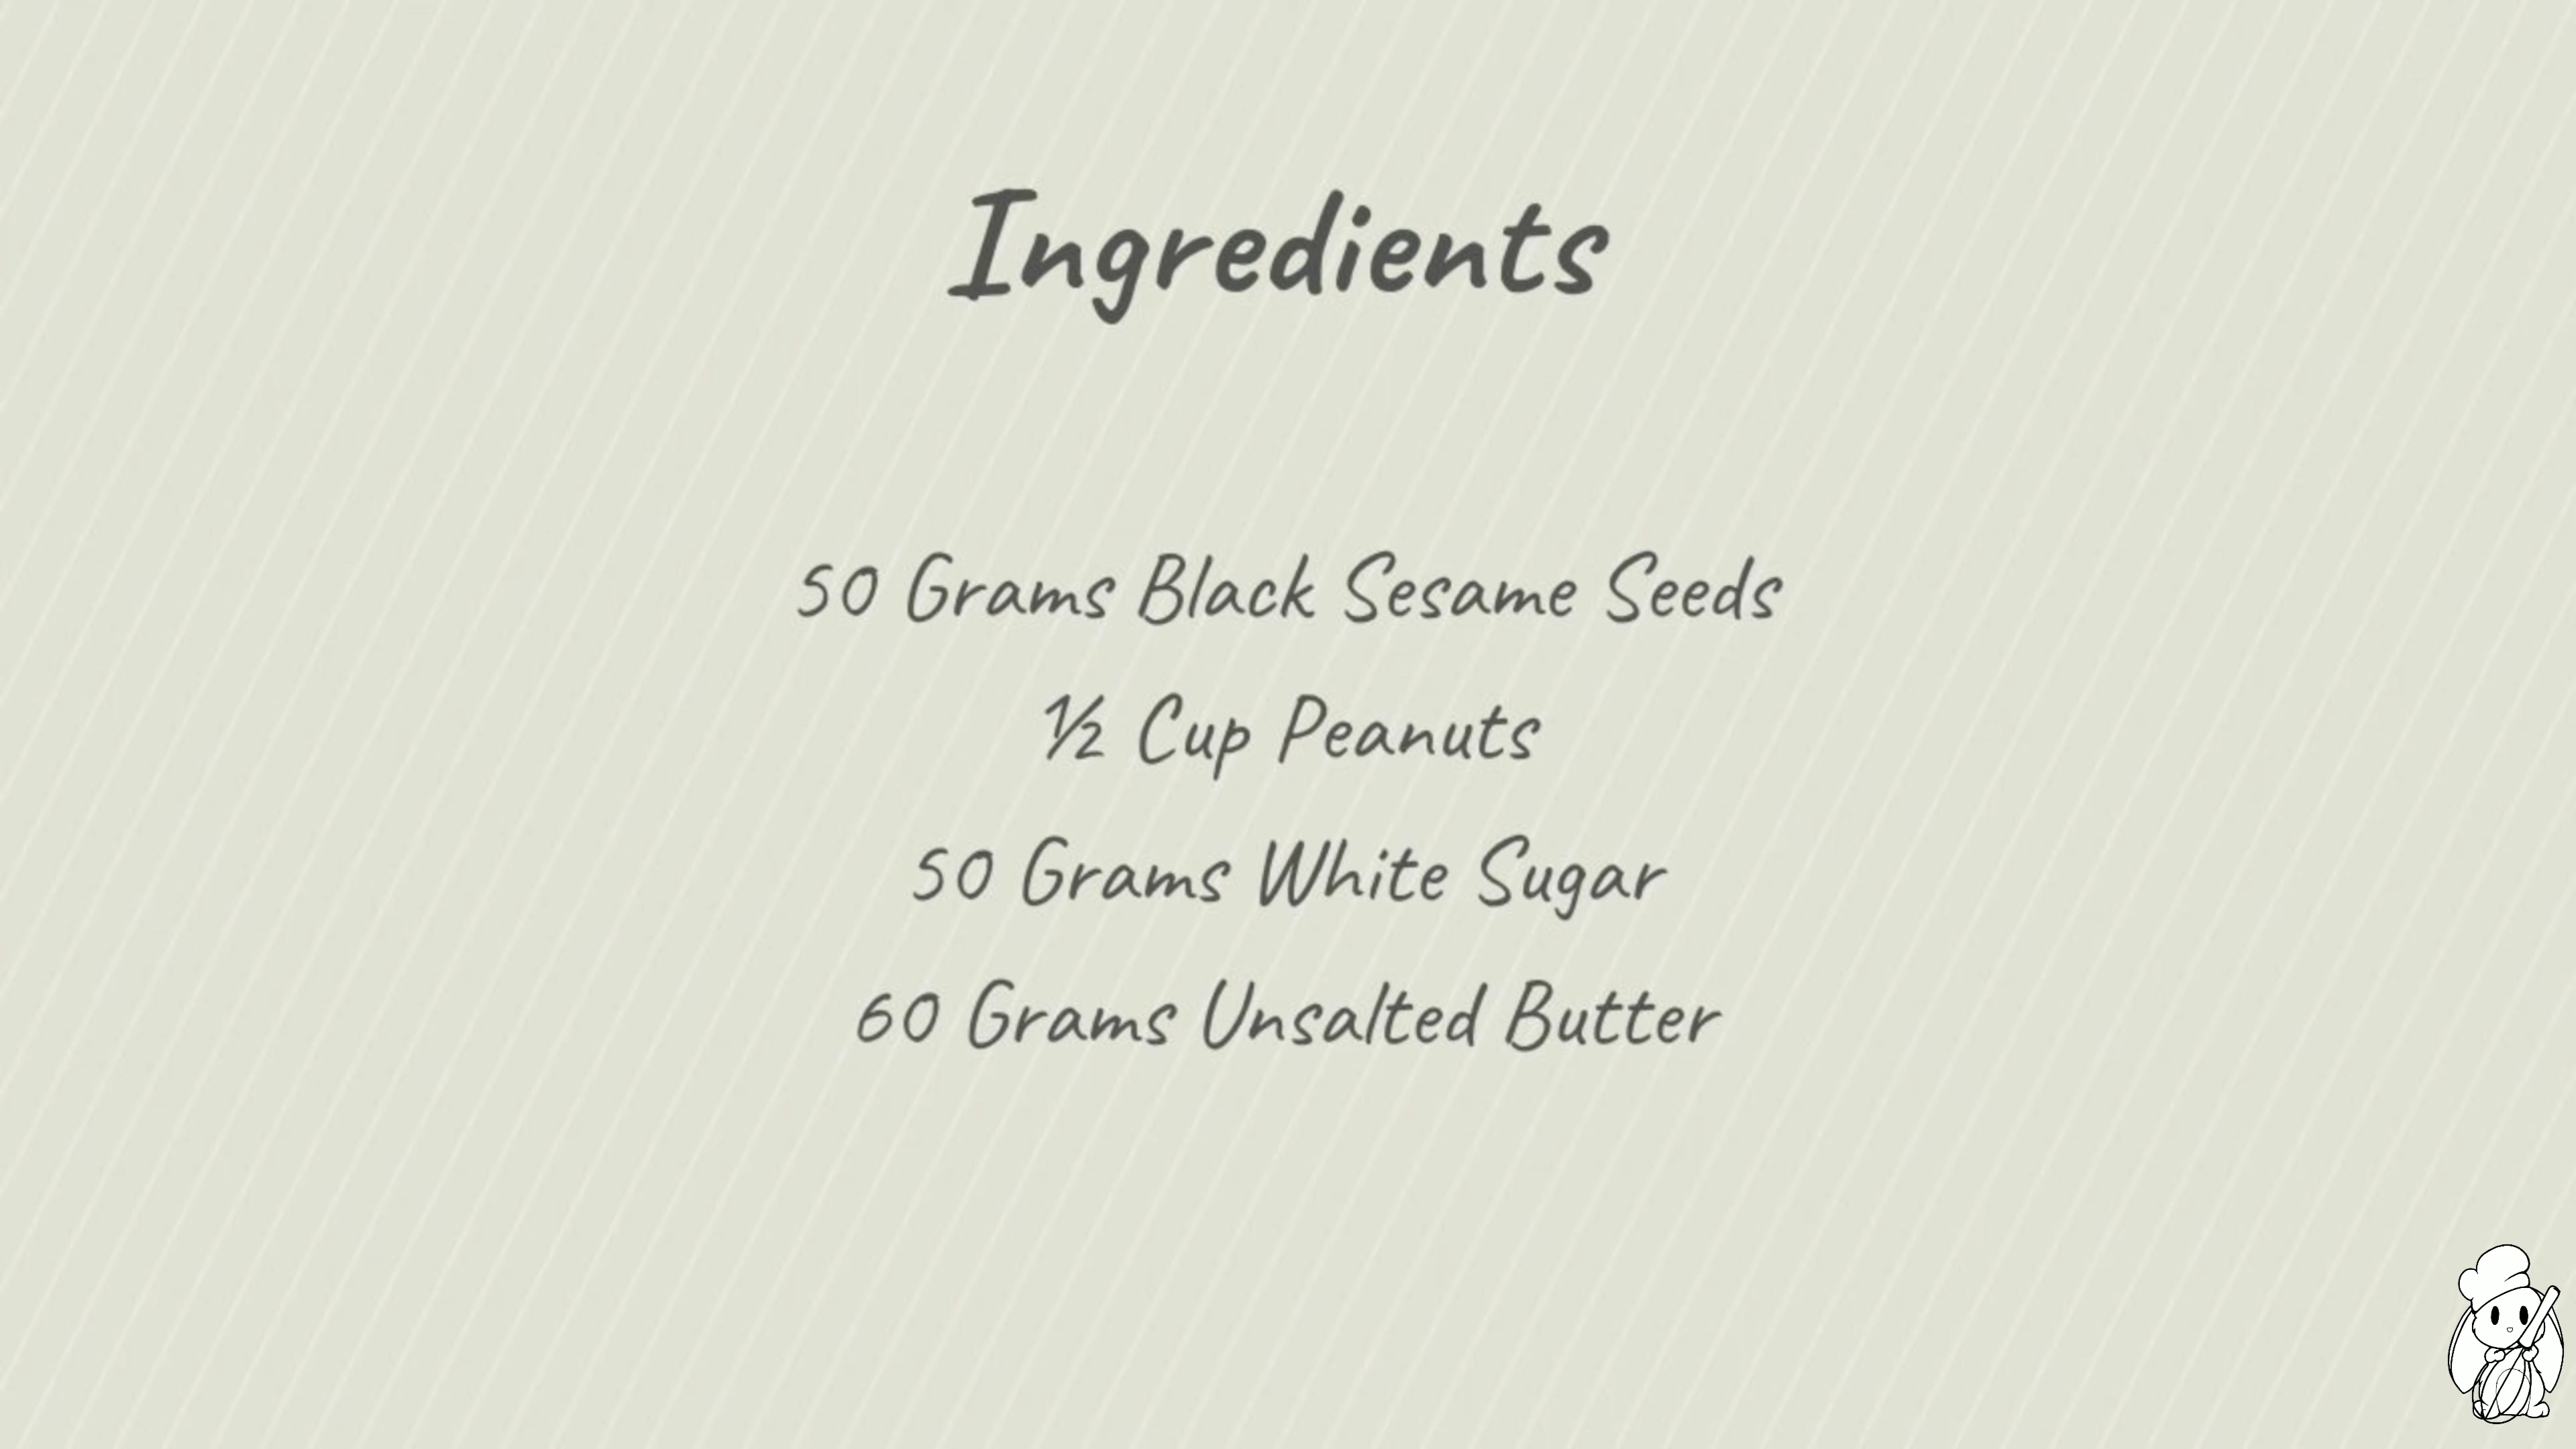 Ingredients
50 Grams Black Sesame Seeds
½ Cup Peanuts
50 Grams White Sugar
60 Grams Unsalted Butter